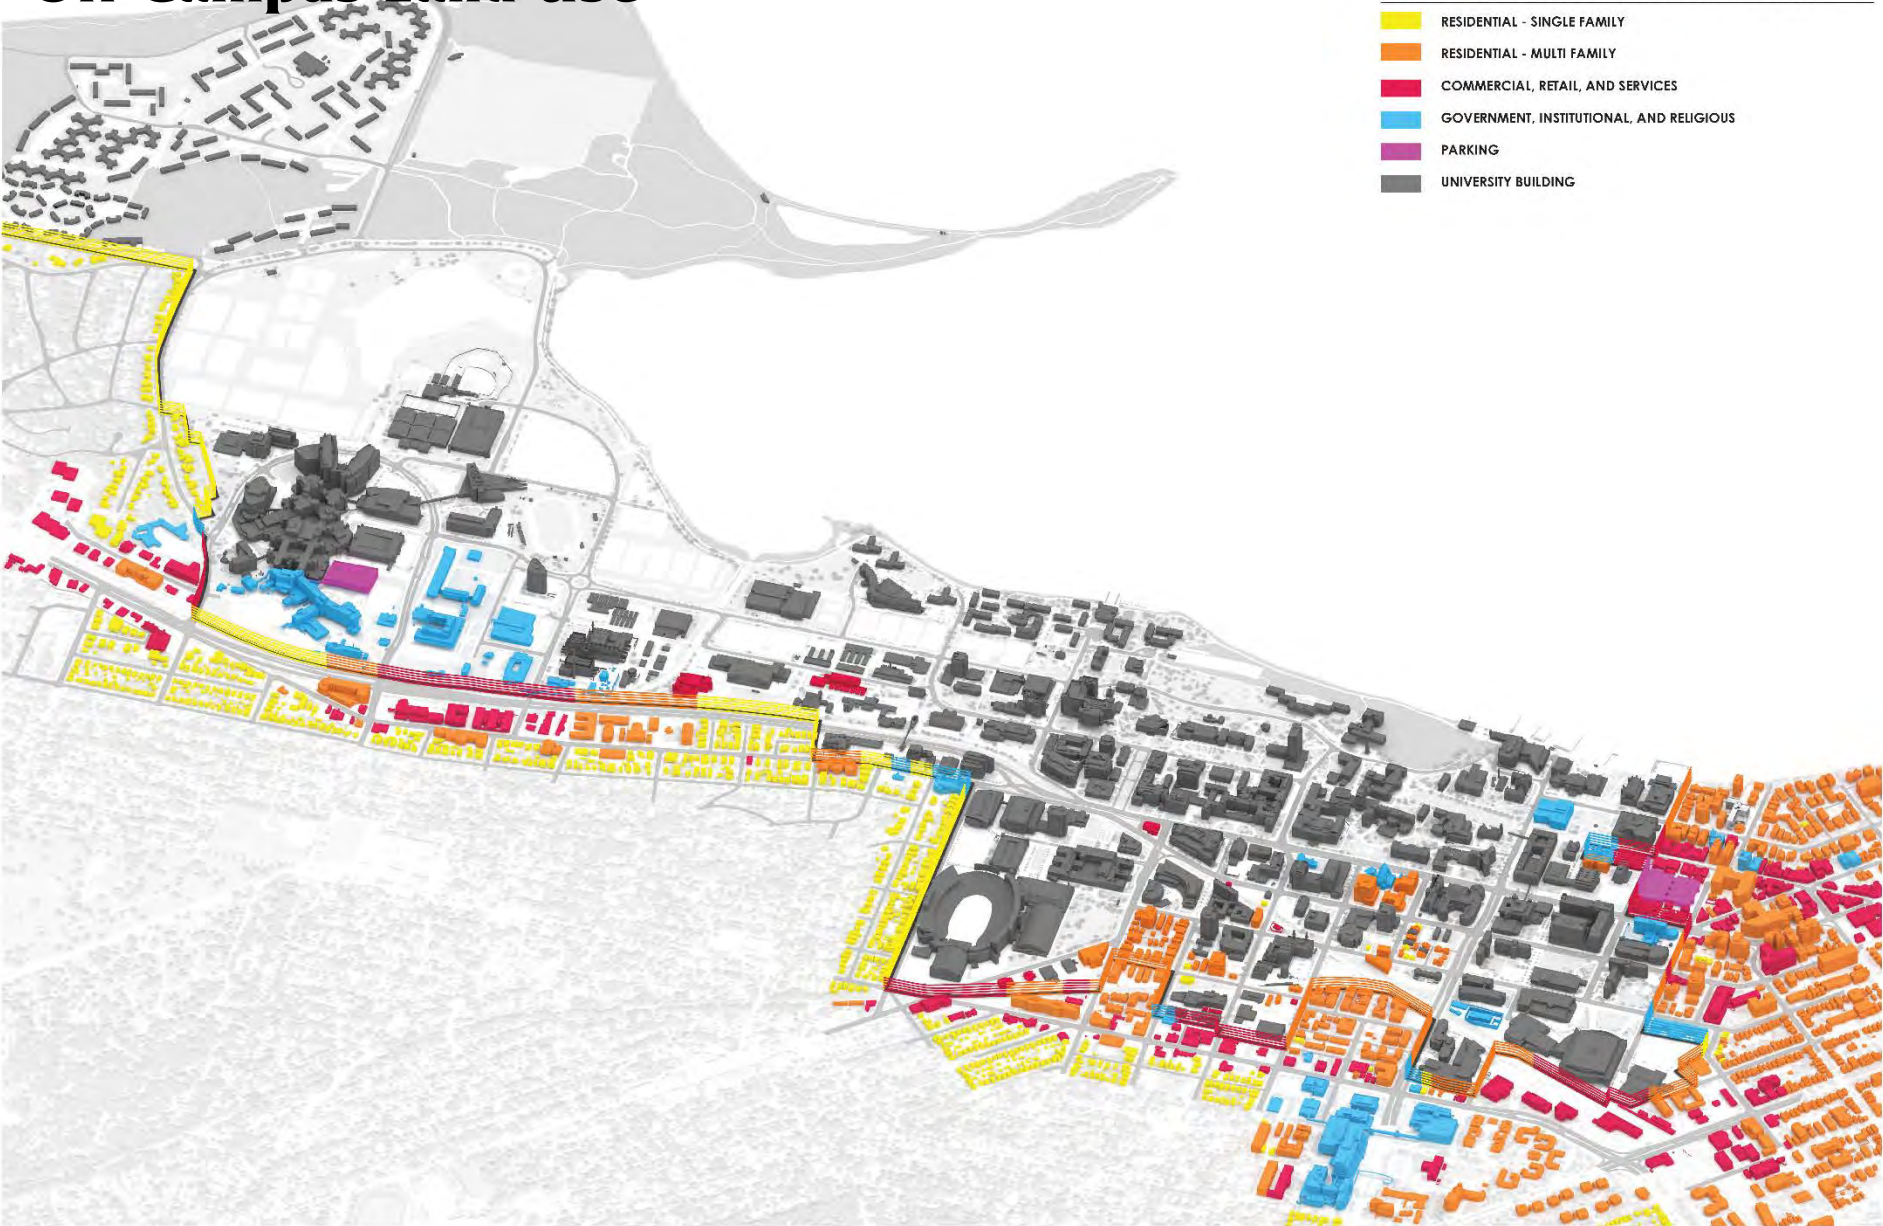 RESIDENTIAL - SINGLE FAMILY
RESIDENTIAL - MULTI FAMILY
COMMERCIAL, RETAIL, AND SERVICES
GOVERNMENT, INSTITUTIONAL, AND RELIGIOUS
PARKING
UNIVERSITY BUILDING